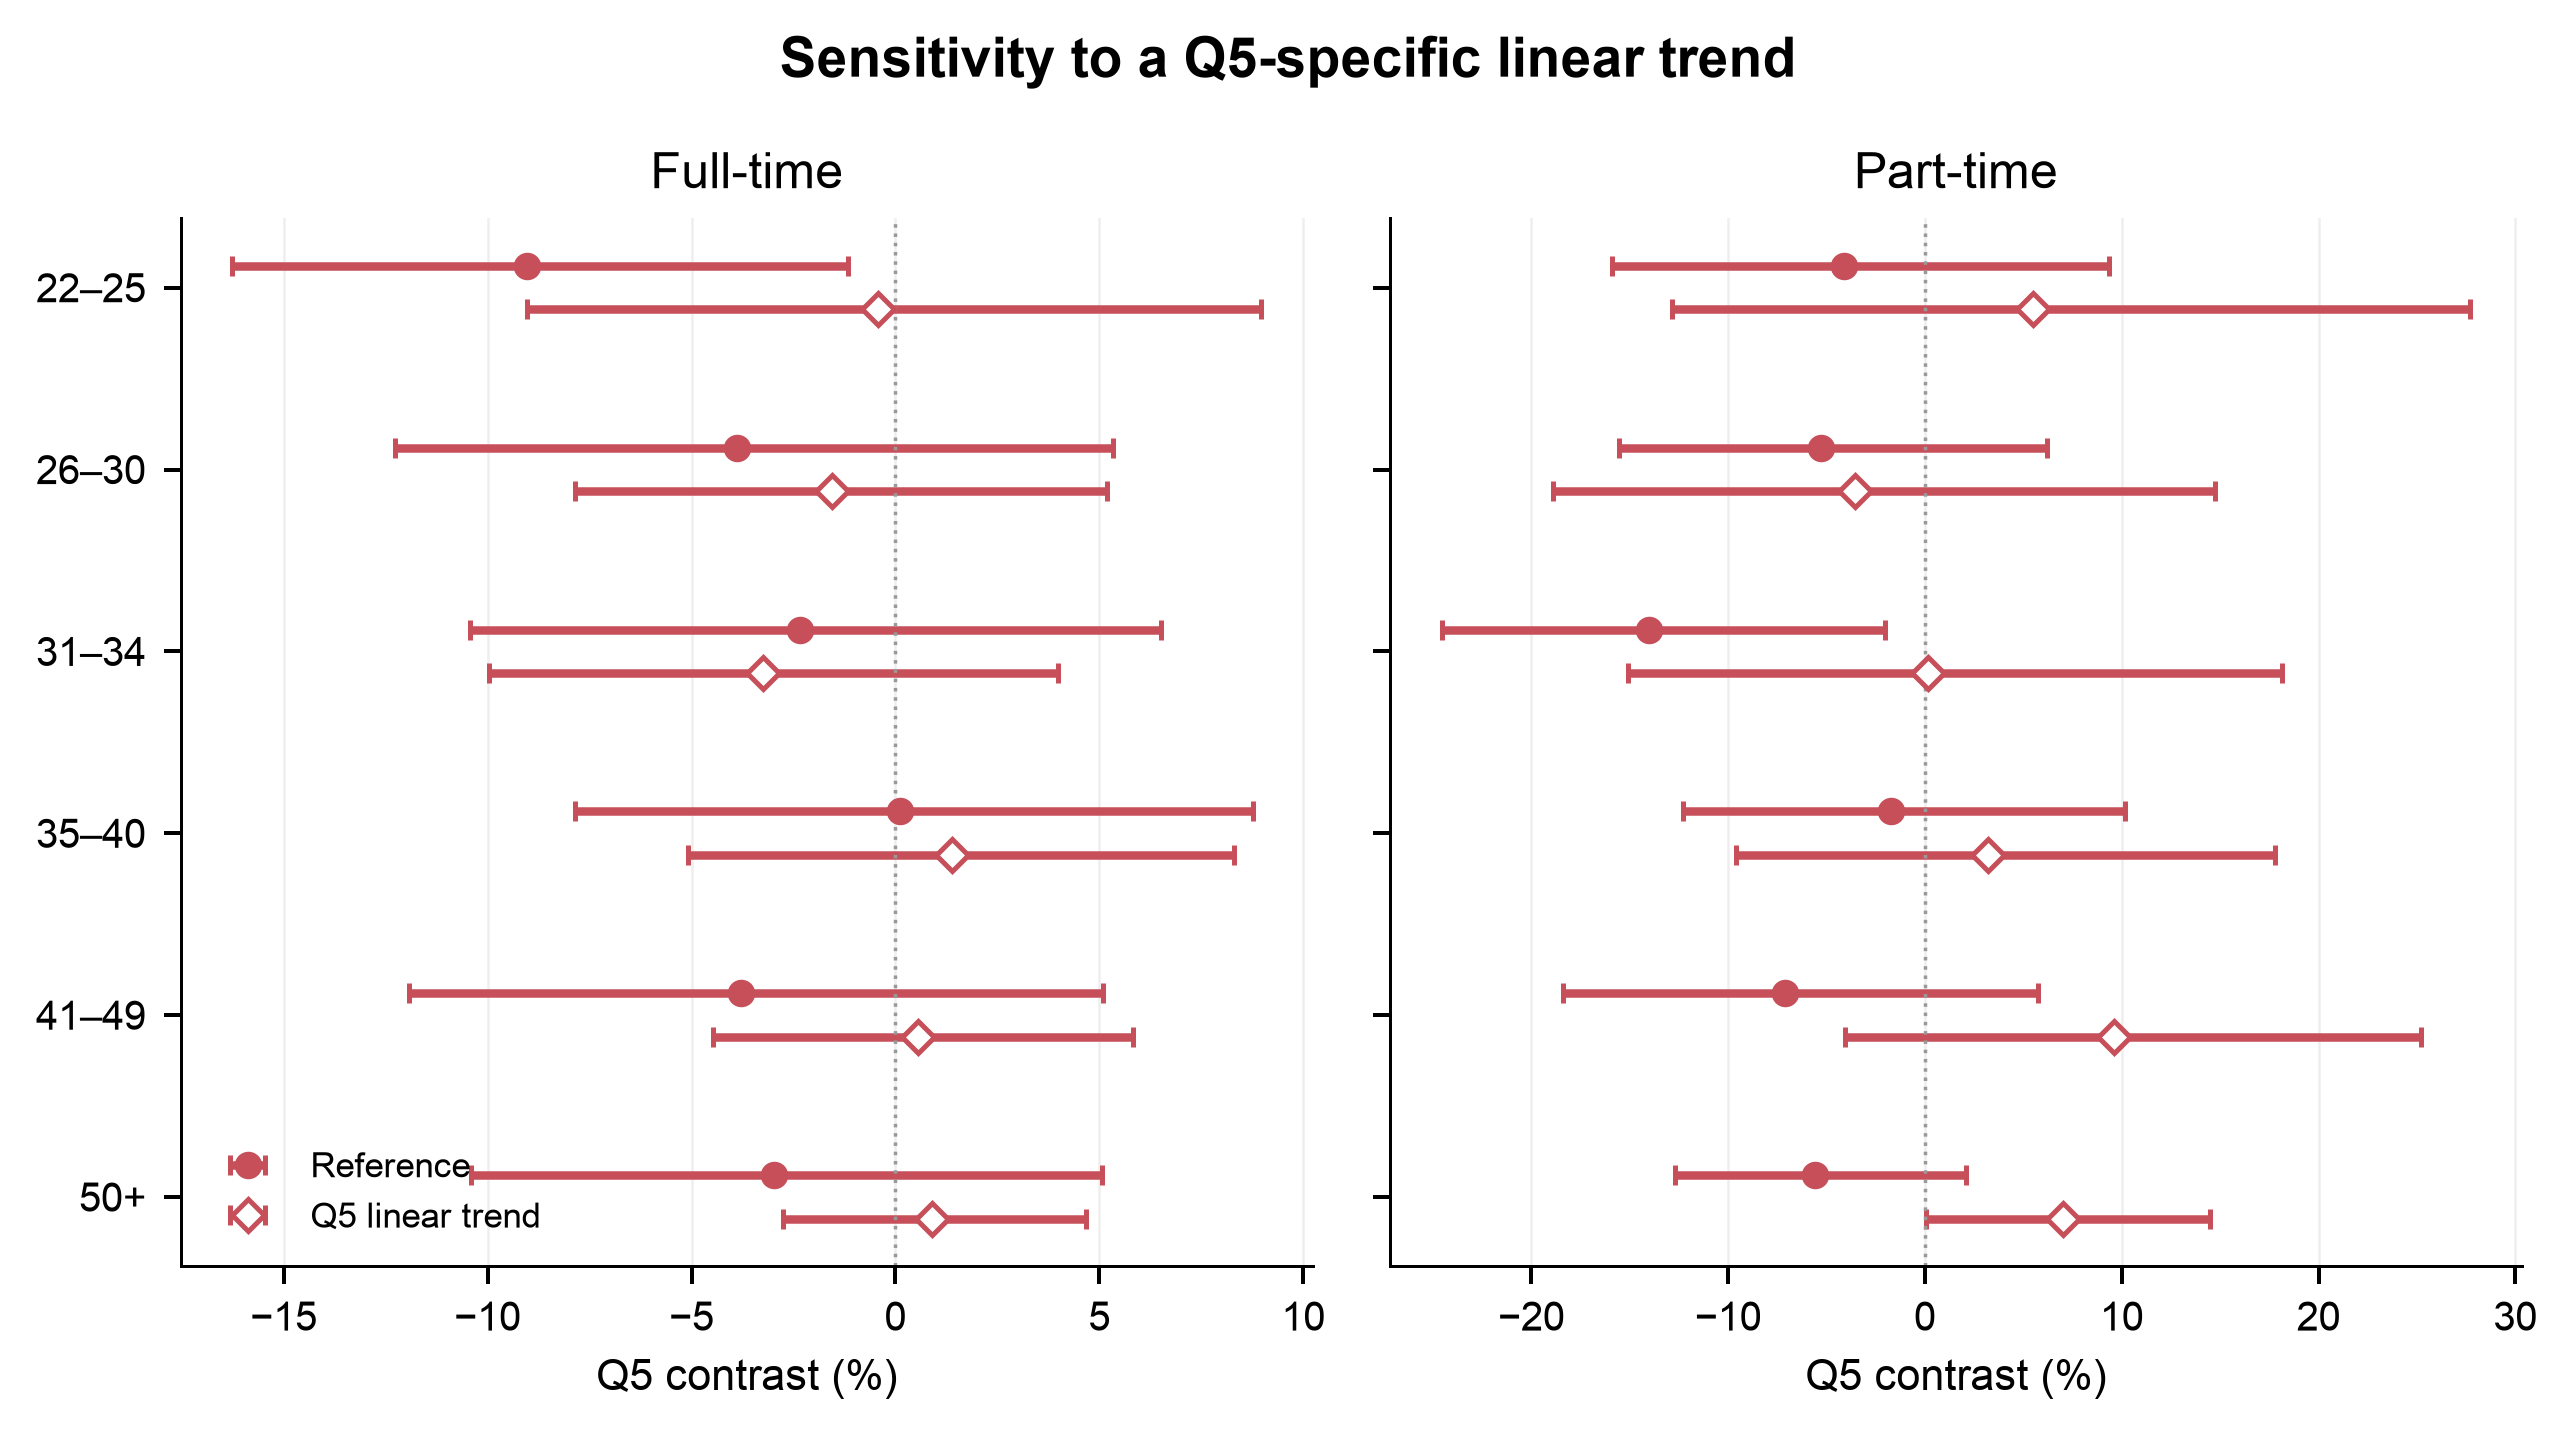 Sensitivity to a Q5-specific linear trend
Full-time
Part-time
22–25
26–30
31–34
35–40
41–49
50+
Reference
Q5 linear trend
−15 −10 −5 0 5 10
−20 −10 0 10 20 30
Q5 contrast (%)
Q5 contrast (%)